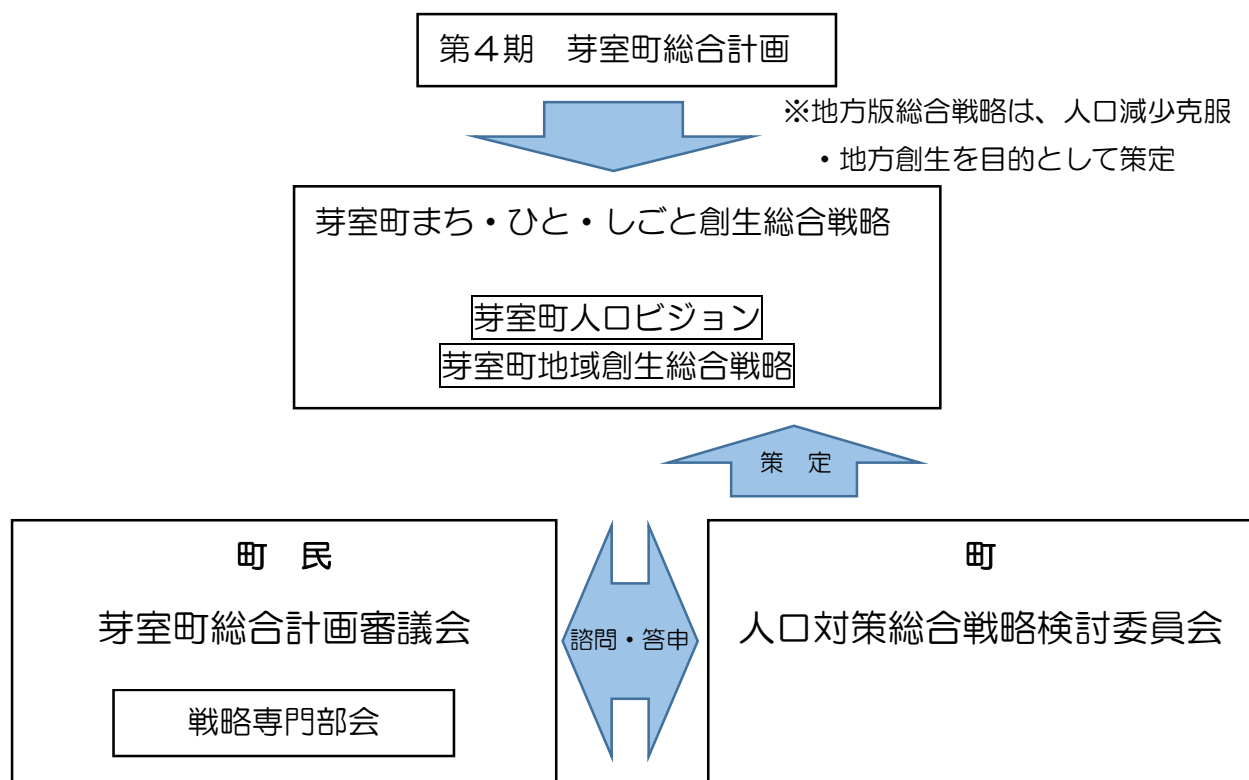 第４期　芽室町総合計画
※地方版総合戦略は、人口減少克服
・地方創生を目的として策定
芽室町まち・ひと・しごと創生総合戦略
芽室町人口ビジョン
芽室町地域創生総合戦略
策　定
町　民
芽室町総合計画審議会
戦略専門部会
諮問・答申
町
人口対策総合戦略検討委員会